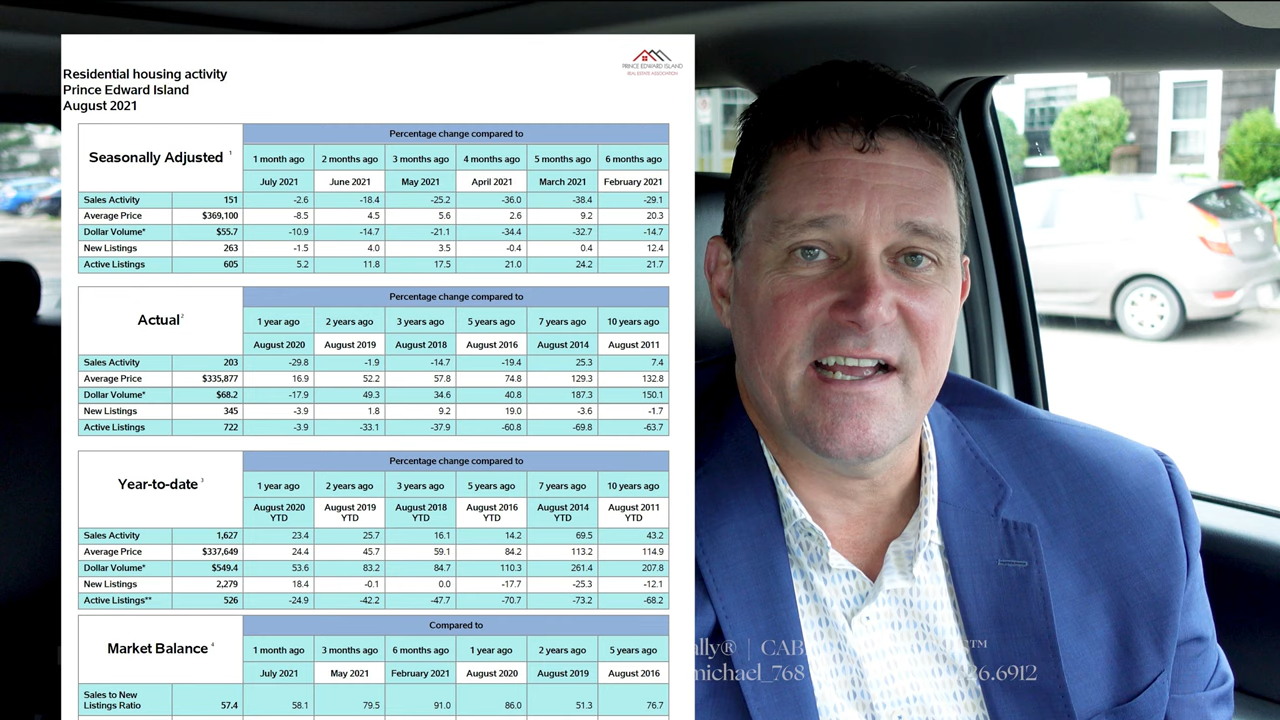 PRINCE EDWARD ISLAND
REAL ESTATE ASSOCIATION
Residential housing activity
Prince Edward Island
August 2021
Seasonally Adjusted 1
Percentage change compared to
1 month ago 2 months ago 3 months ago 4 months ago 5 months ago 6 months ago
July 2021 June 2021 May 2021 April 2021 March 2021 February 2021
Sales Activity 151 -2.6 -18.4 -25.2 -36.0 -38.4 -29.1
Average Price $369,100 -8.5 4.5 5.6 2.6 9.2 20.3
Dollar Volume* $55.7 -10.9 -14.7 -21.1 -34.4 -32.7 -14.7
New Listings 263 -1.5 4.0 3.5 -0.4 0.4 12.4
Active Listings 605 5.2 11.8 17.5 21.0 24.2 21.7
Actual 2
Percentage change compared to
1 year ago 2 years ago 3 years ago 5 years ago 7 years ago 10 years ago
August 2020 August 2019 August 2018 August 2016 August 2014 August 2011
Sales Activity 203 -29.8 -1.9 -14.7 -19.4 25.3 7.4
Average Price $335,877 16.9 52.2 57.8 74.8 129.3 132.8
Dollar Volume* $68.2 -17.9 49.3 34.6 40.8 187.3 150.1
New Listings 345 -3.9 1.8 9.2 19.0 -3.6 -1.7
Active Listings 722 -3.9 -33.1 -37.9 -60.8 -69.8 -63.7
Year-to-date 3
Percentage change compared to
1 year ago 2 years ago 3 years ago 5 years ago 7 years ago 10 years ago
August 2020 August 2019 August 2018 August 2016 August 2014 August 2011
YTD YTD YTD YTD YTD YTD
Sales Activity 1,627 23.4 25.7 16.1 14.2 69.5 43.2
Average Price $337,649 24.4 45.7 59.1 84.2 113.2 114.9
Dollar Volume* $549.4 53.6 83.2 84.7 110.3 261.4 207.8
New Listings 2,279 18.4 -0.1 0.0 -17.7 -25.3 -12.1
Active Listings** 526 -24.9 -42.2 -47.7 -70.7 -73.2 -68.2
Market Balance 4
Compared to
1 month ago 3 months ago 6 months ago 1 year ago 2 years ago 5 years ago
July 2021 May 2021 February 2021 August 2020 August 2019 August 2016
Sales to New
Listings Ratio 57.4 58.1 79.5 91.0 86.0 51.3 76.7
ally® | CAB ™
michael_768 26.6912